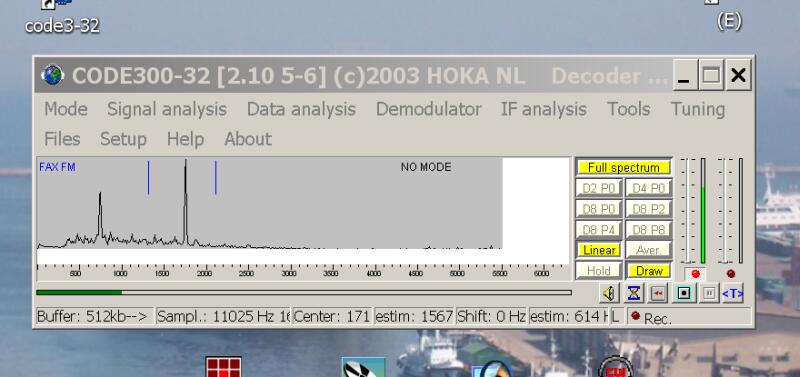 code3-32
(E)
CODE300-32 [2.10 5-6] (c)2003 HOKA NL Decoder ...
Mode Signal analysis Data analysis Demodulator IF analysis Tools Tuning
Files Setup Help About
FAX FM NO MODE
Full spectrum
D2 P0 D4 P0
D8 P0 D8 P2
D8 P4 D8 P8
Linear Aver.
Hold Draw
500 1000 1500 2000 2500 3000 3500 4000 4500 5000 5500 6000
<T>
Buffer: 512kb--> Sampl.: 11025 Hz 16 Center: 171 estim: 1567 Shift: 0 Hz estim: 614 H L Rec.